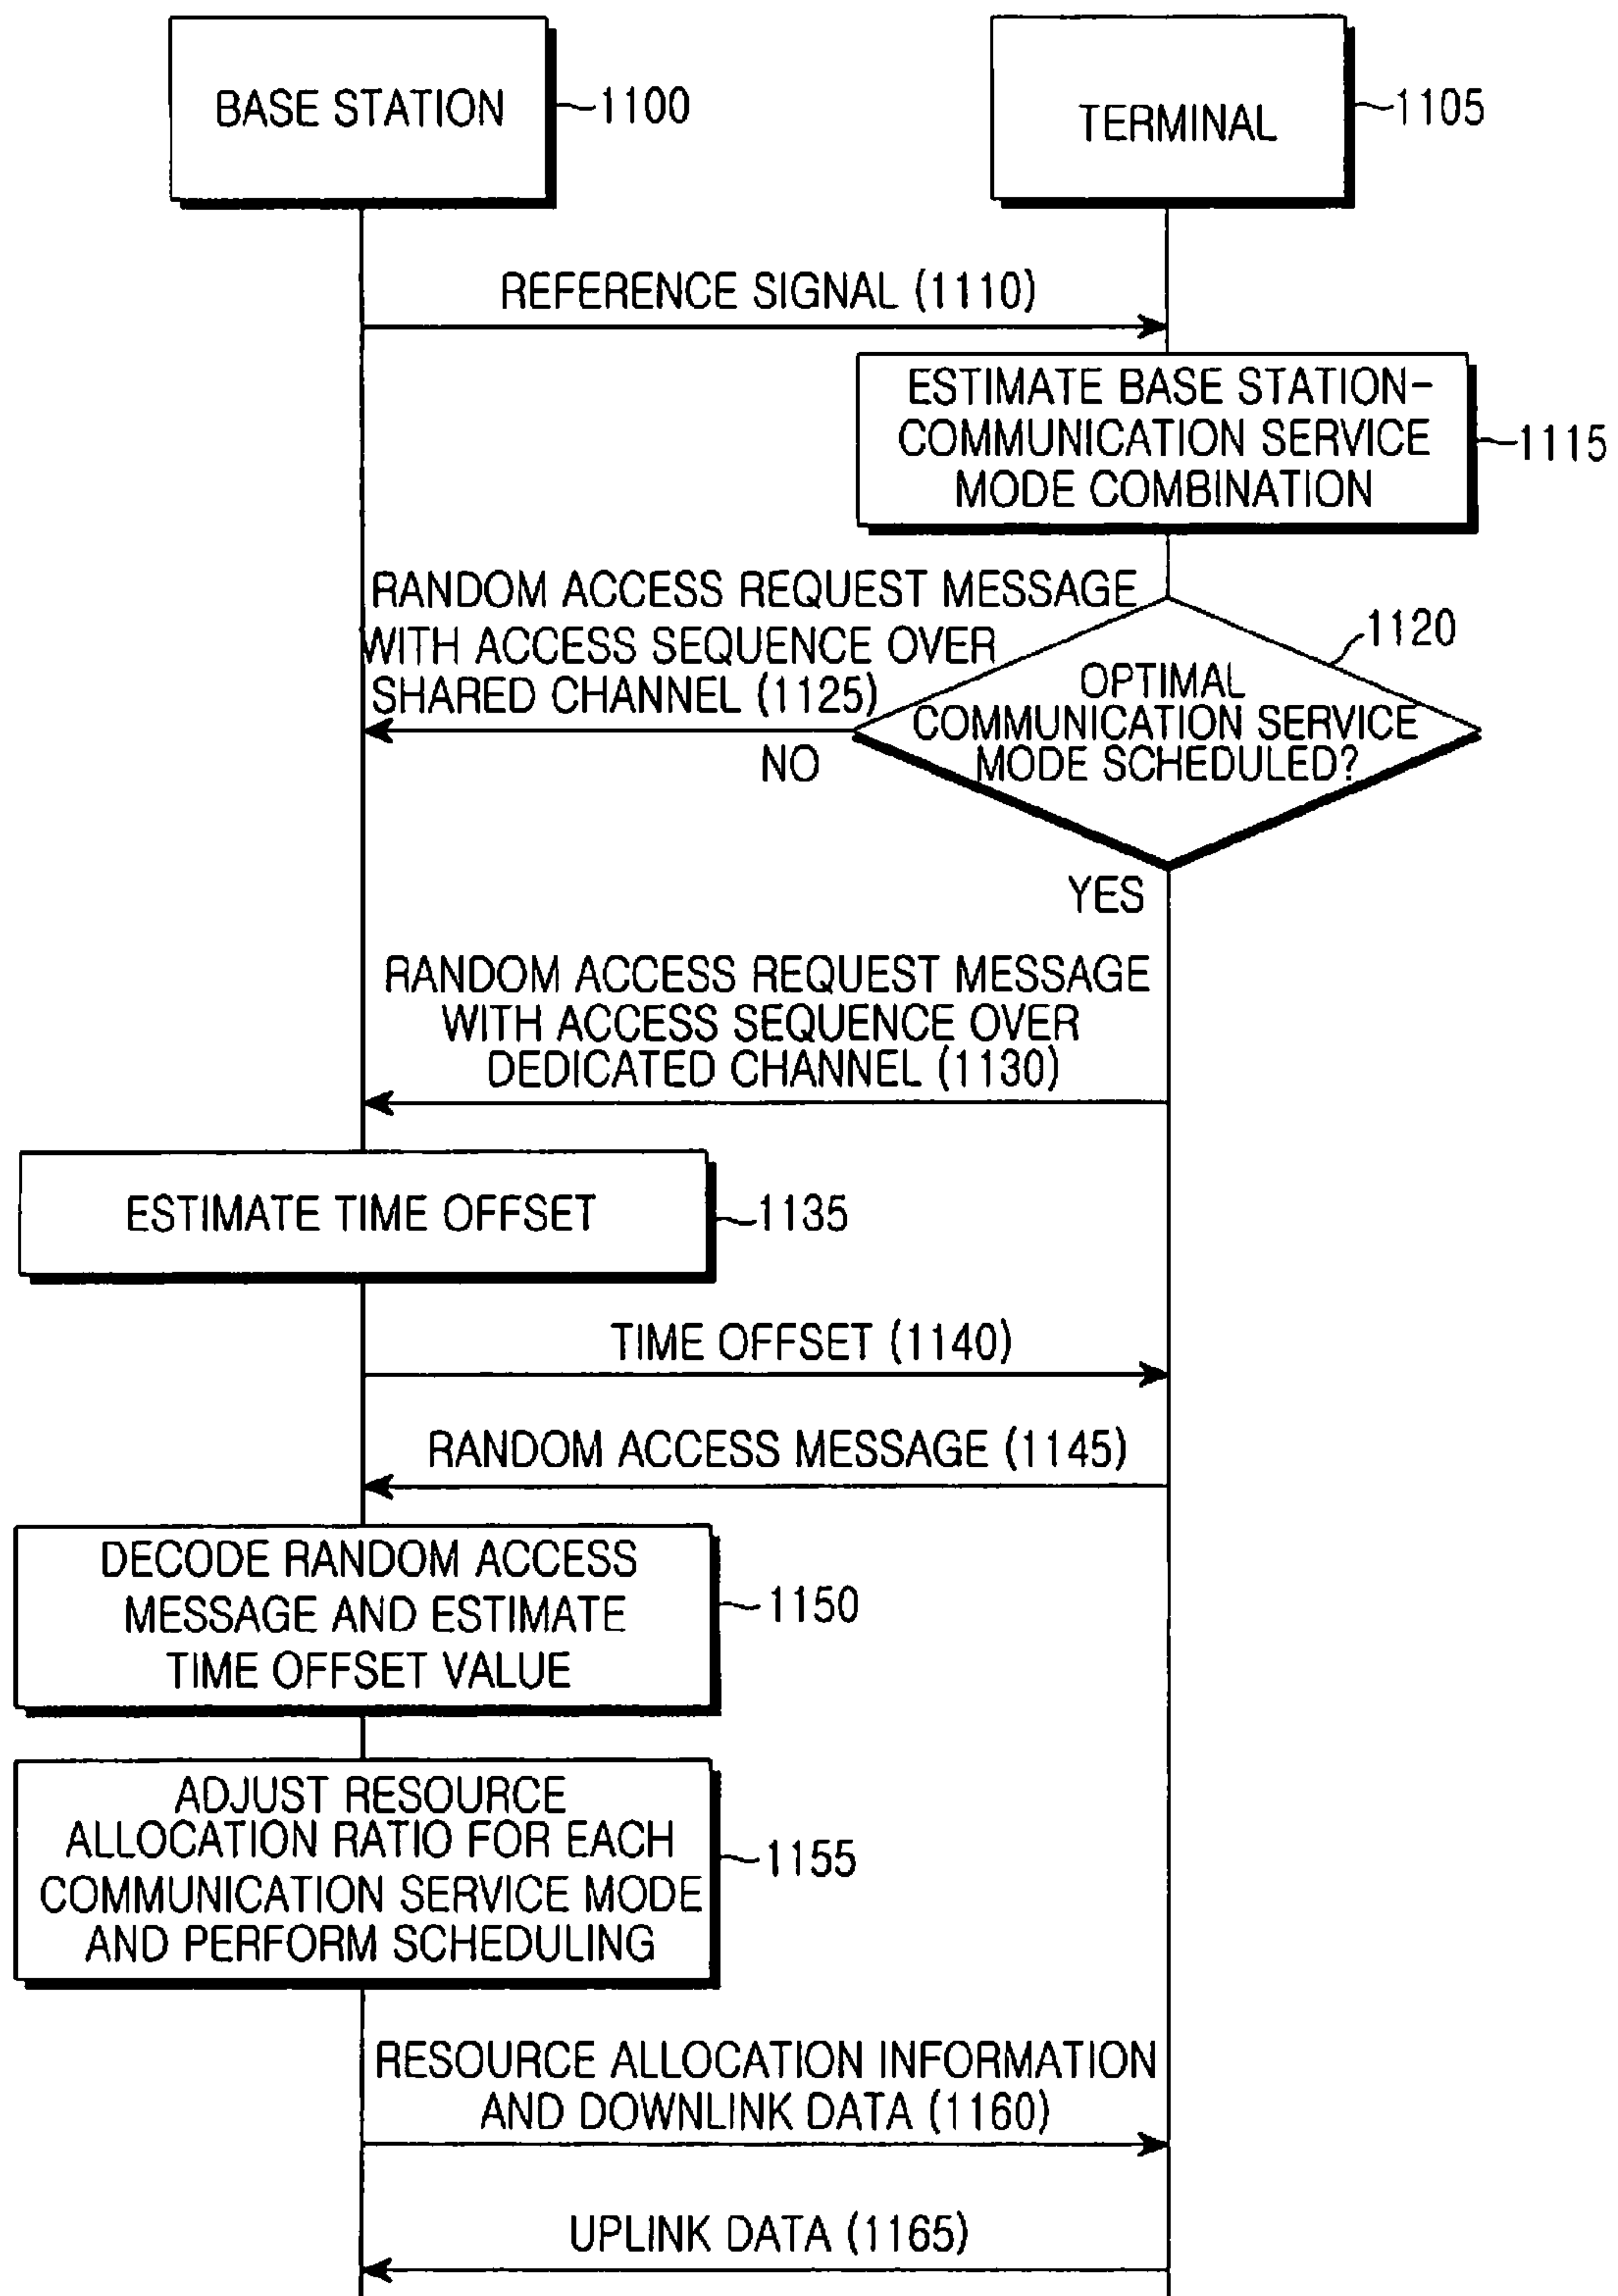 BASE STATION
1100
TERMINAL
1105
REFERENCE SIGNAL (1110)
ESTIMATE BASE STATION-
COMMUNICATION SERVICE
MODE COMBINATION
1115
RANDOM ACCESS REQUEST MESSAGE
WITH ACCESS SEQUENCE OVER
SHARED CHANNEL (1125)
1120
OPTIMAL
COMMUNICATION SERVICE
MODE SCHEDULED?
NO
YES
RANDOM ACCESS REQUEST MESSAGE
WITH ACCESS SEQUENCE OVER
DEDICATED CHANNEL (1130)
ESTIMATE TIME OFFSET
1135
TIME OFFSET (1140)
RANDOM ACCESS MESSAGE (1145)
DECODE RANDOM ACCESS
MESSAGE AND ESTIMATE
TIME OFFSET VALUE
1150
ADJUST RESOURCE
ALLOCATION RATIO FOR EACH
COMMUNICATION SERVICE MODE
AND PERFORM SCHEDULING
1155
RESOURCE ALLOCATION INFORMATION
AND DOWNLINK DATA (1160)
UPLINK DATA (1165)